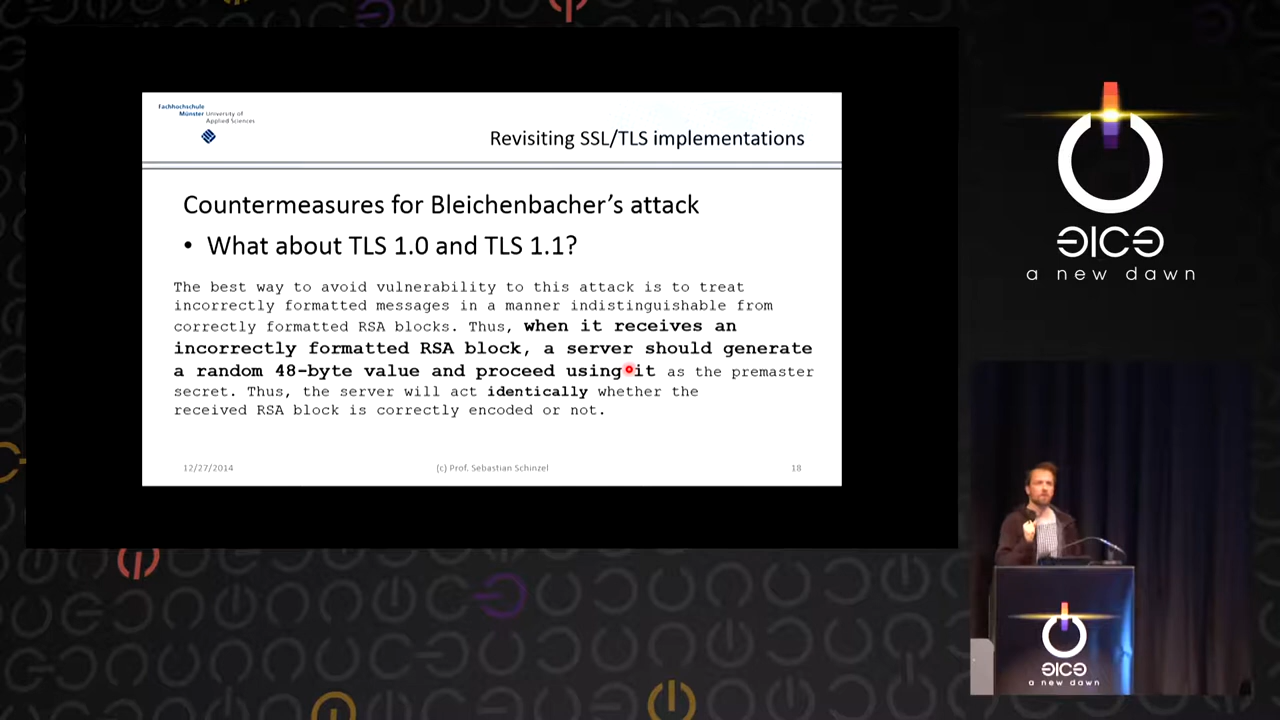 Fachhochschule
Münster University of
Applied Sciences
Revisiting SSL/TLS implementations
Countermeasures for Bleichenbacher's attack
• What about TLS 1.0 and TLS 1.1?
The best way to avoid vulnerability to this attack is to treat
incorrectly formatted messages in a manner indistinguishable from
correctly formatted RSA blocks. Thus, when it receives an
incorrectly formatted RSA block, a server should generate
a random 48-byte value and proceed using it as the premaster
secret. Thus, the server will act identically whether the
received RSA block is correctly encoded or not.
12/27/2014 (c) Prof. Sebastian Schinzel 18
a new dawn
a new dawn